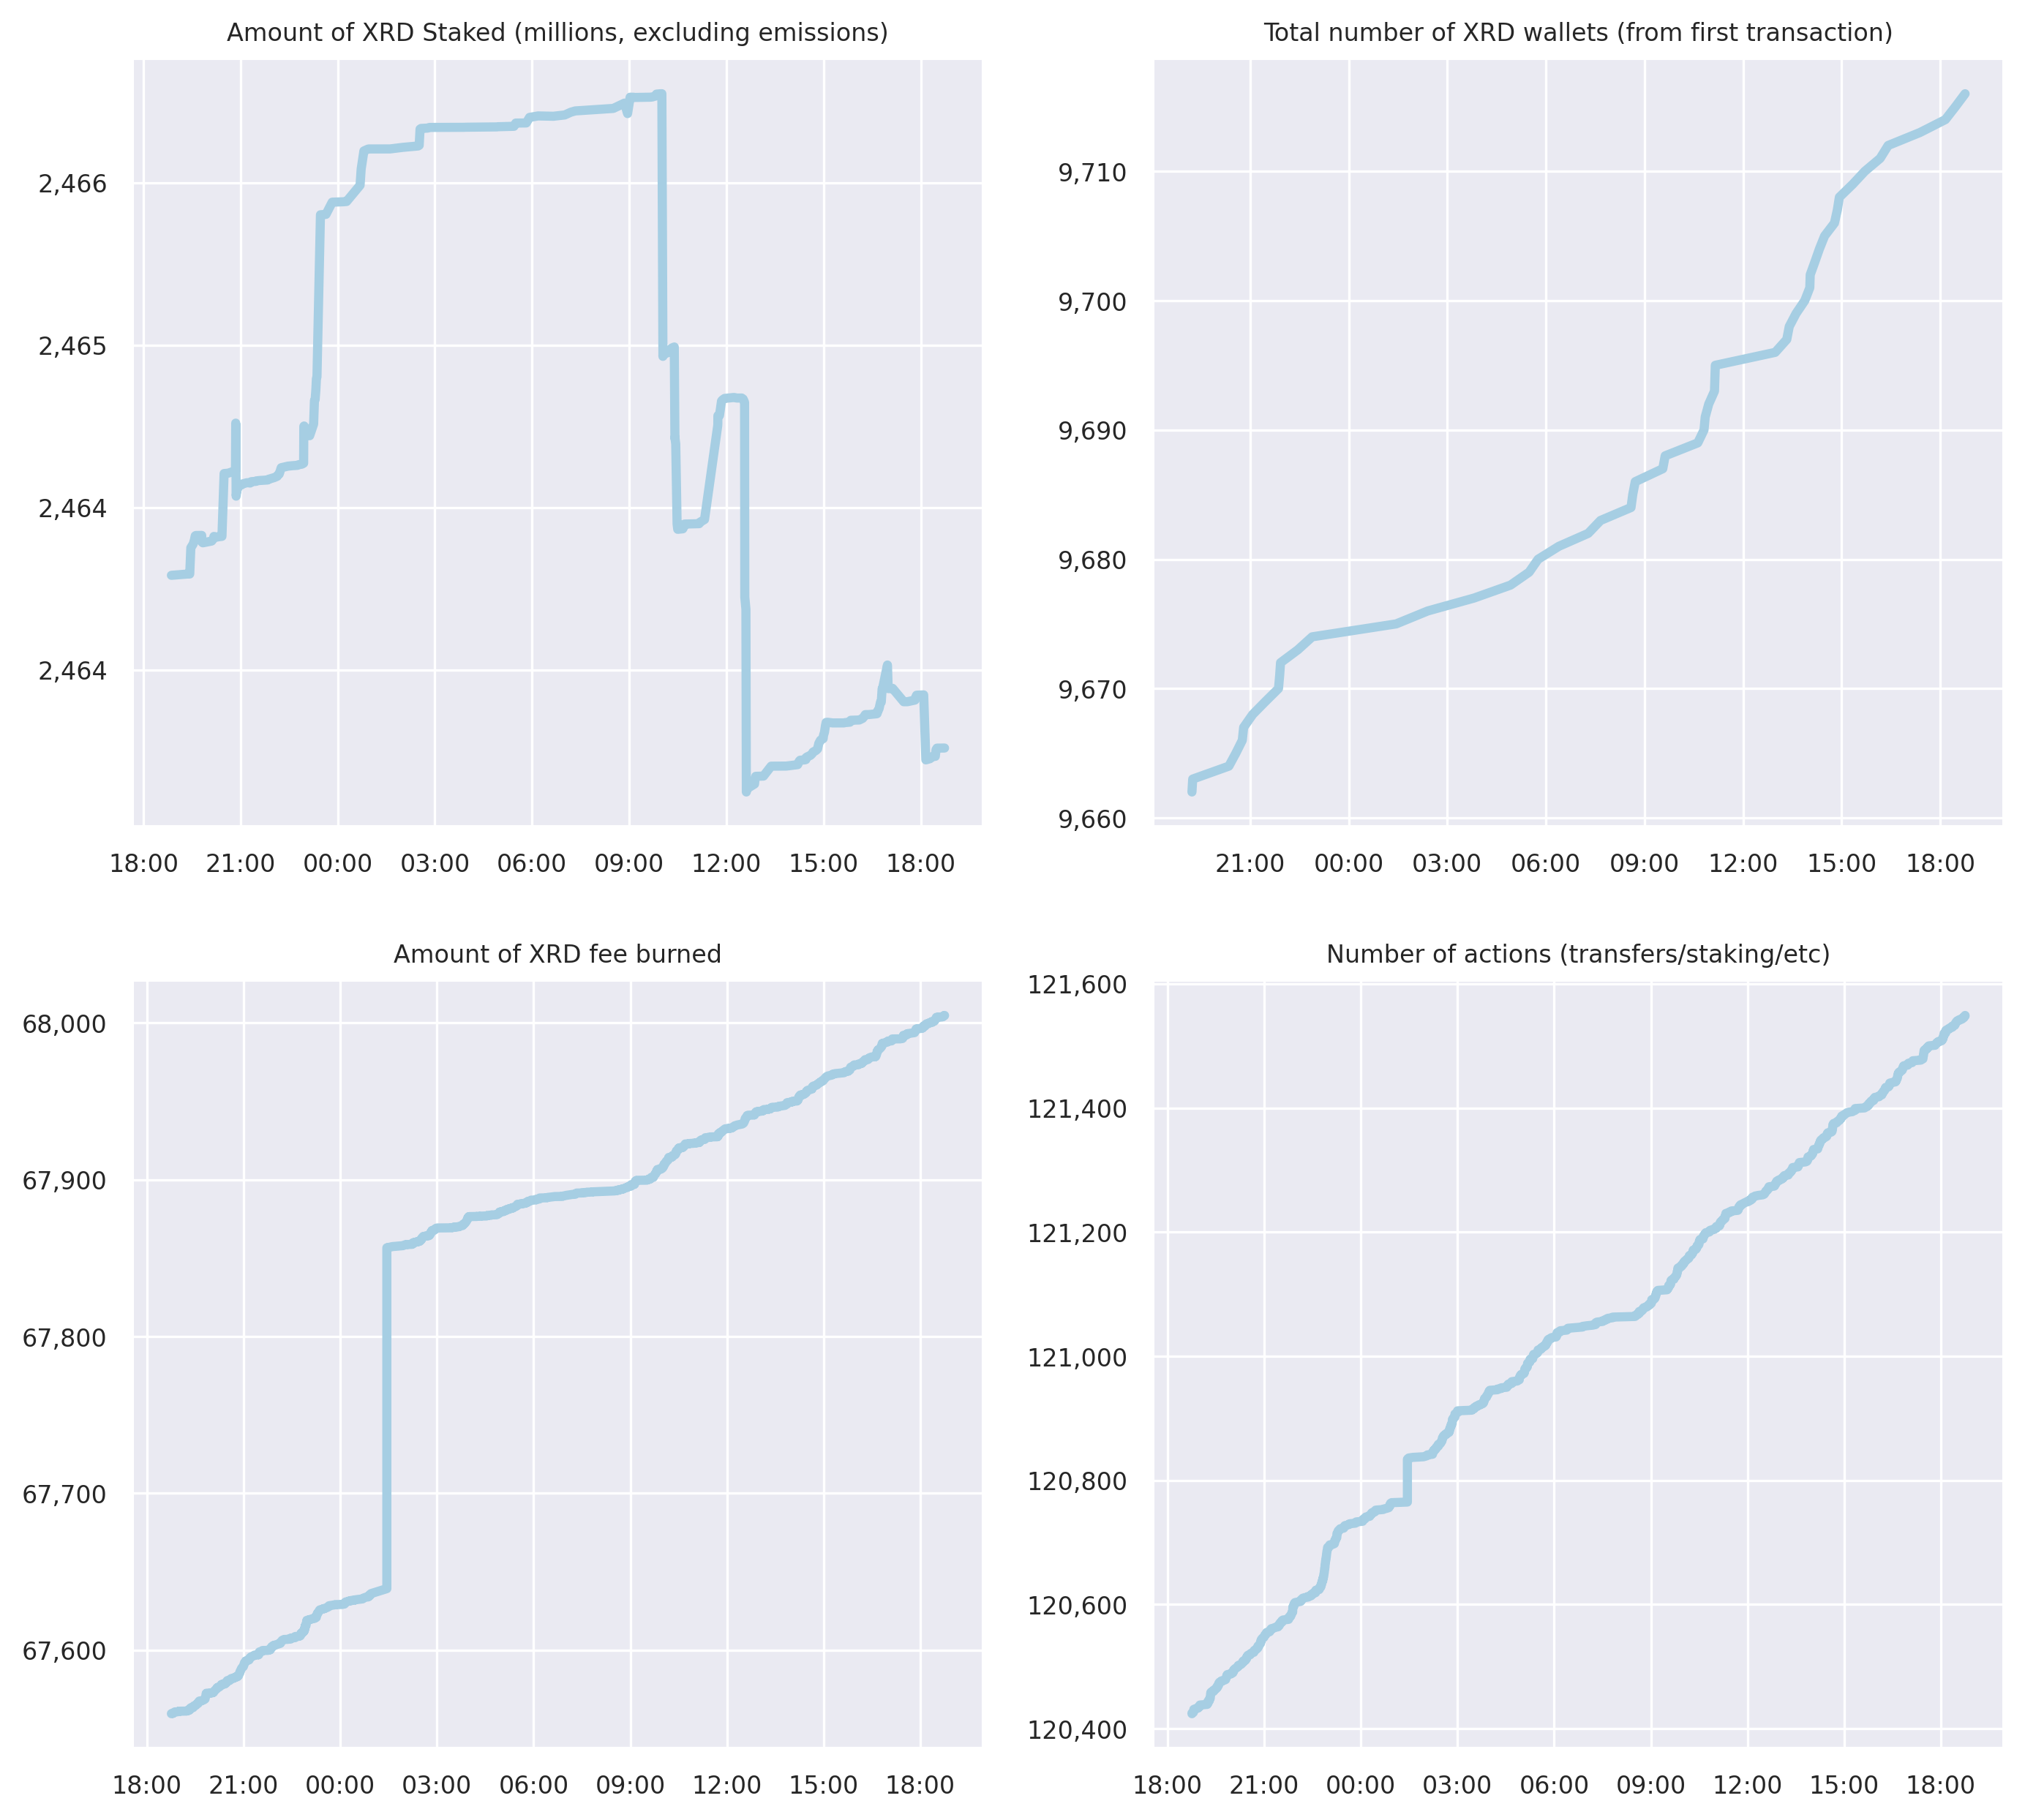 Amount of XRD Staked (millions, excluding emissions)
2,466
2,465
2,464
2,464
18:00 21:00 00:00 03:00 06:00 09:00 12:00 15:00 18:00
Total number of XRD wallets (from first transaction)
9,710
9,700
9,690
9,680
9,670
9,660
21:00 00:00 03:00 06:00 09:00 12:00 15:00 18:00
Amount of XRD fee burned
68,000
67,900
67,800
67,700
67,600
18:00 21:00 00:00 03:00 06:00 09:00 12:00 15:00 18:00
Number of actions (transfers/staking/etc)
121,600
121,400
121,200
121,000
120,800
120,600
120,400
18:00 21:00 00:00 03:00 06:00 09:00 12:00 15:00 18:00